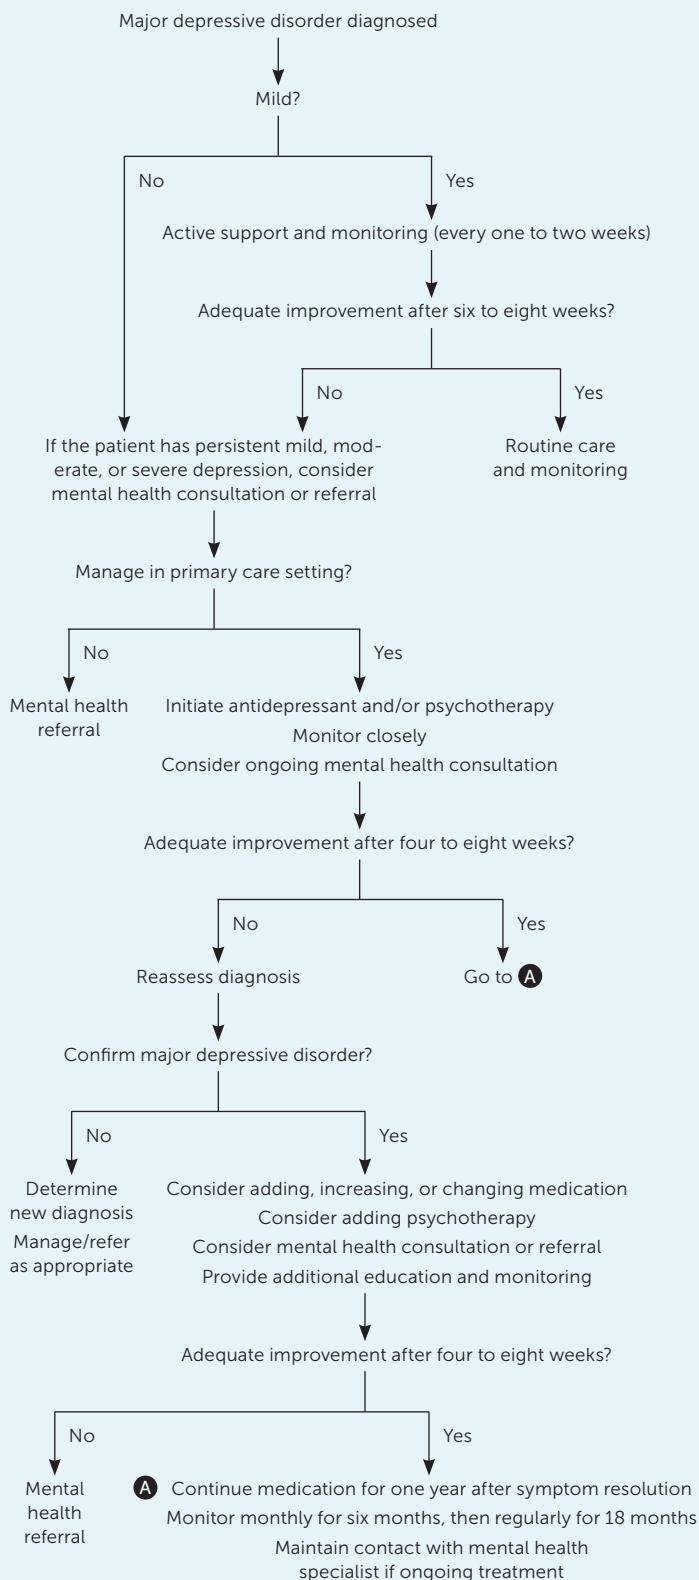 Major depressive disorder diagnosed
Mild?
No
Yes
Active support and monitoring (every one to two weeks)
Adequate improvement after six to eight weeks?
No
Yes
If the patient has persistent mild, mod-
erate, or severe depression, consider
mental health consultation or referral
Routine care
and monitoring
Manage in primary care setting?
No
Yes
Mental health
referral
Initiate antidepressant and/or psychotherapy
Monitor closely
Consider ongoing mental health consultation
Adequate improvement after four to eight weeks?
No
Yes
Reassess diagnosis
Go to A
Confirm major depressive disorder?
No
Yes
Determine
new diagnosis
Manage/refer
as appropriate
Consider adding, increasing, or changing medication
Consider adding psychotherapy
Consider mental health consultation or referral
Provide additional education and monitoring
Adequate improvement after four to eight weeks?
No
Yes
Mental
health
referral
A Continue medication for one year after symptom resolution
Monitor monthly for six months, then regularly for 18 months
Maintain contact with mental health
specialist if ongoing treatment